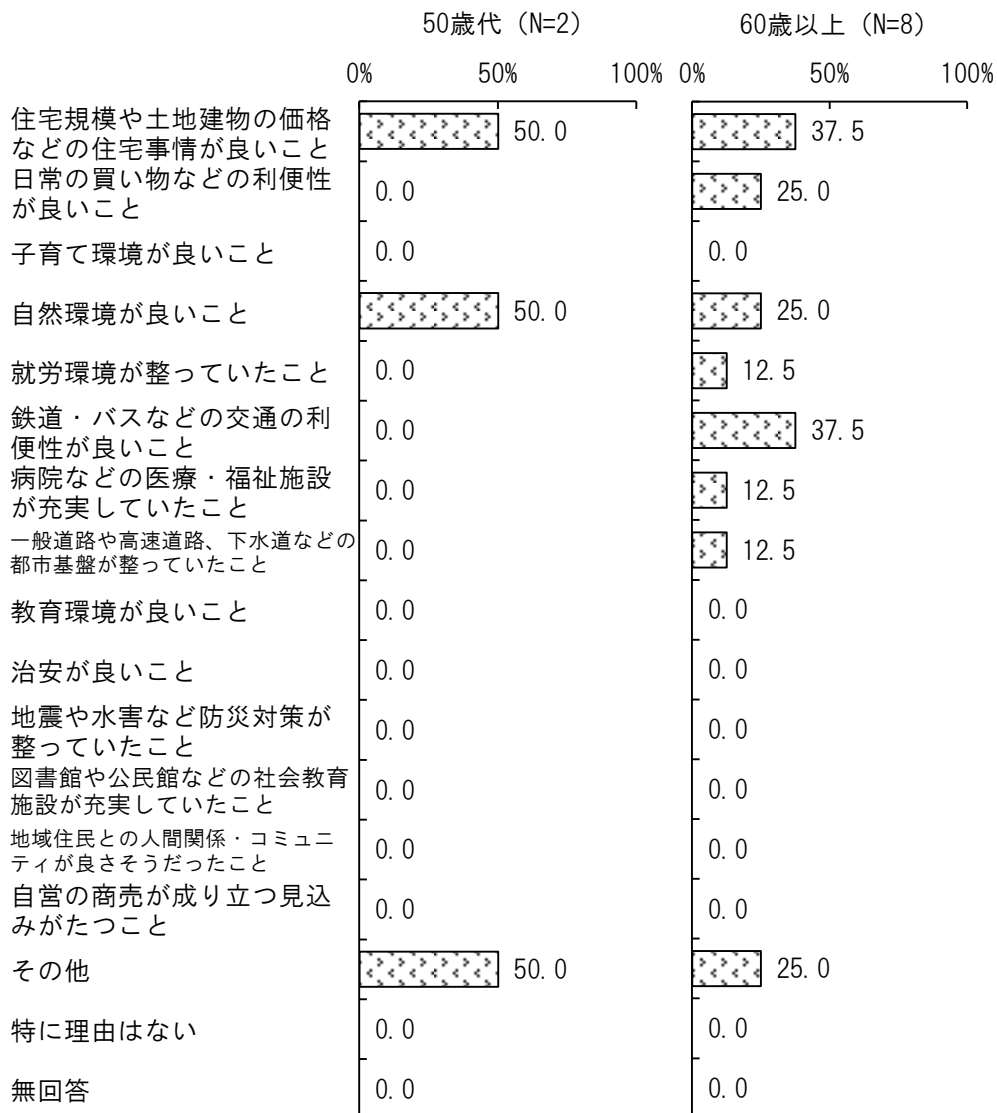 50歳代 (N=2) 60歳以上 (N=8)
0% 50% 100% 0% 50% 100%
住宅規模や土地建物の価格
などの住宅事情が良いこと 50.0 37.5
日常の買い物などの利便性
が良いこと 0.0 25.0
子育て環境が良いこと 0.0 0.0
自然環境が良いこと 50.0 25.0
就労環境が整っていたこと 0.0 12.5
鉄道・バスなどの交通の利
便性が良いこと 0.0 37.5
病院などの医療・福祉施設
が充実していたこと 0.0 12.5
一般道路や高速道路、下水道などの
都市基盤が整っていたこと 0.0 12.5
教育環境が良いこと 0.0 0.0
治安が良いこと 0.0 0.0
地震や水害など防災対策が
整っていたこと 0.0 0.0
図書館や公民館などの社会教育
施設が充実していたこと 0.0 0.0
地域住民との人間関係・コミュニ
ティが良さそうだったこと 0.0 0.0
自営の商売が成り立つ見込
みがたつこと 0.0 0.0
その他 50.0 25.0
特に理由はない 0.0 0.0
無回答 0.0 0.0